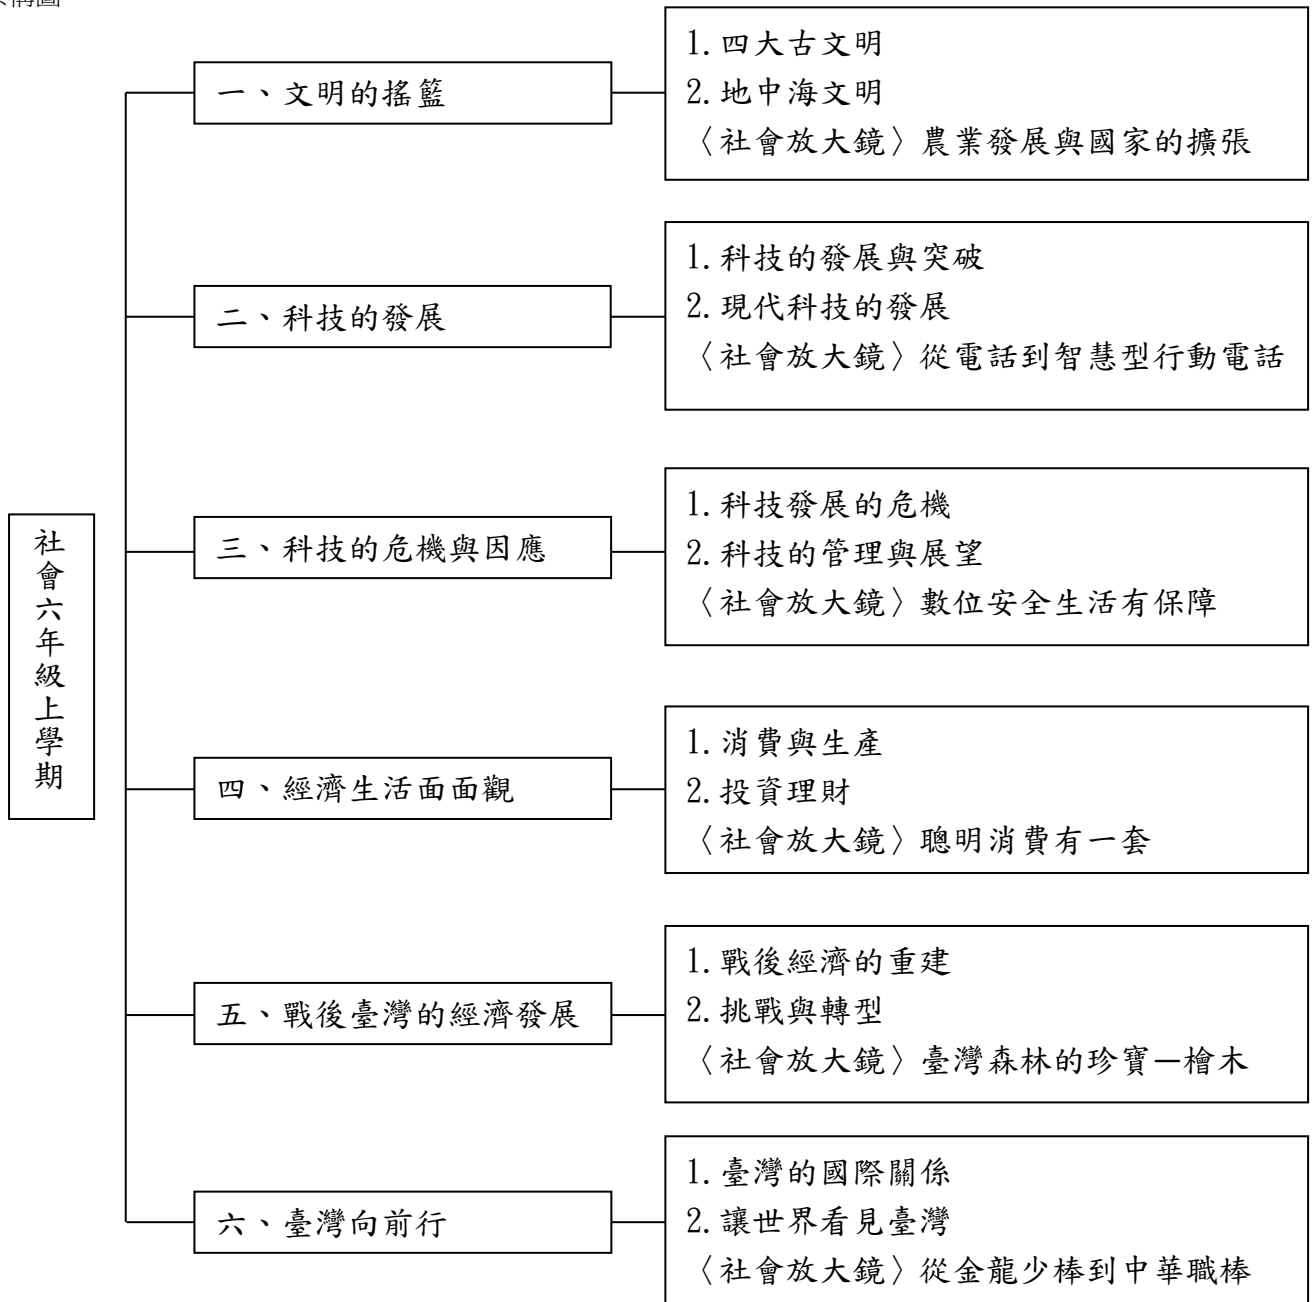 構圖
社會六年級上學期
一、文明的搖籃
1.四大古文明
2.地中海文明
〈社會放大鏡〉農業發展與國家的擴張
二、科技的發展
1.科技的發展與突破
2.現代科技的發展
〈社會放大鏡〉從電話到智慧型行動電話
三、科技的危機與因應
1.科技發展的危機
2.科技的管理與展望
〈社會放大鏡〉數位安全生活有保障
四、經濟生活面面觀
1.消費與生產
2.投資理財
〈社會放大鏡〉聰明消費有一套
五、戰後臺灣的經濟發展
1.戰後經濟的重建
2.挑戰與轉型
〈社會放大鏡〉臺灣森林的珍寶—檜木
六、臺灣向前行
1.臺灣的國際關係
2.讓世界看見臺灣
〈社會放大鏡〉從金龍少棒到中華職棒